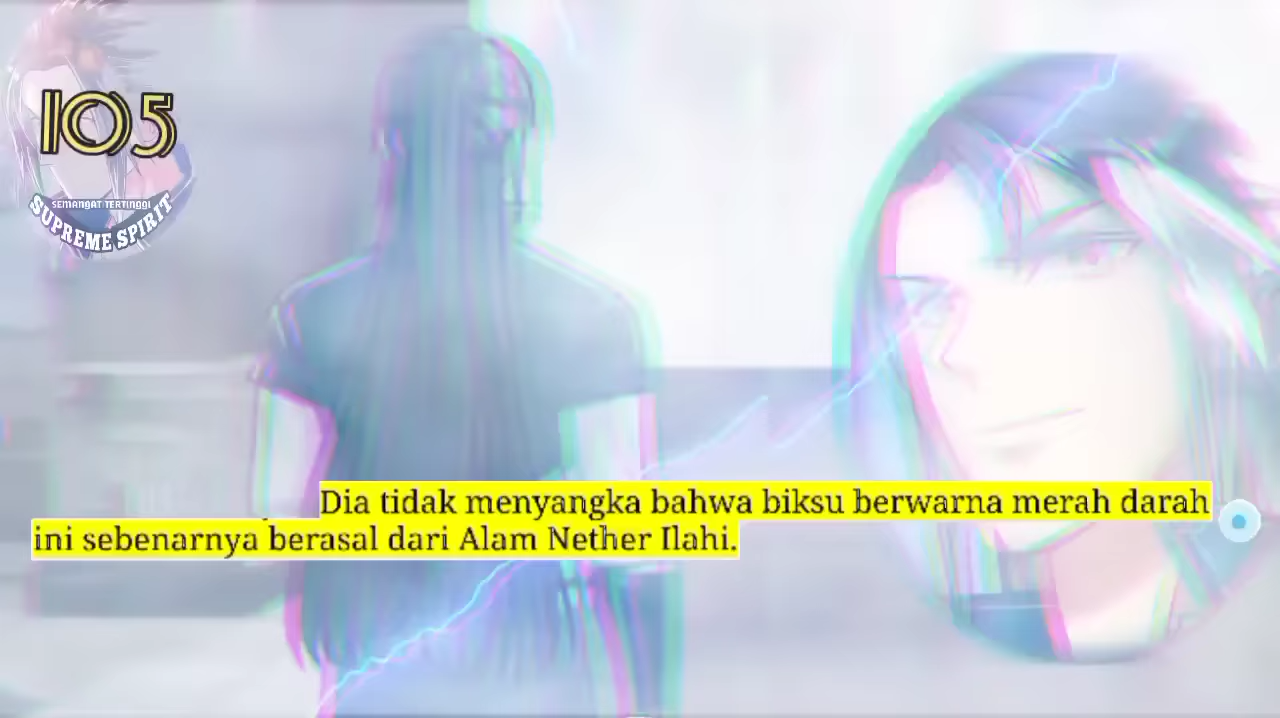 105
SEMANGAT TERTINGGI
SUPREME SPIRIT
Dia tidak menyangka bahwa biksu berwarna merah darah
ini sebenarnya berasal dari Alam Nether Ilahi.